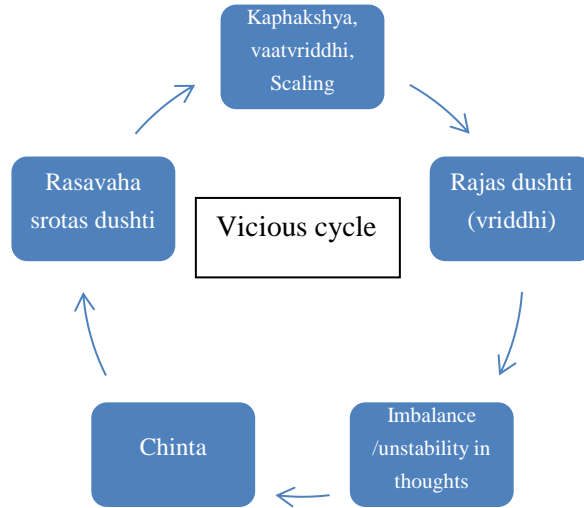 Kaphakshya,
vaatvriddhi,
Scaling
Rajas dushti
(vriddhi)
Imbalance
/unstability in
thoughts
Chinta
Rasavaha
srotas dushti
Vicious cycle